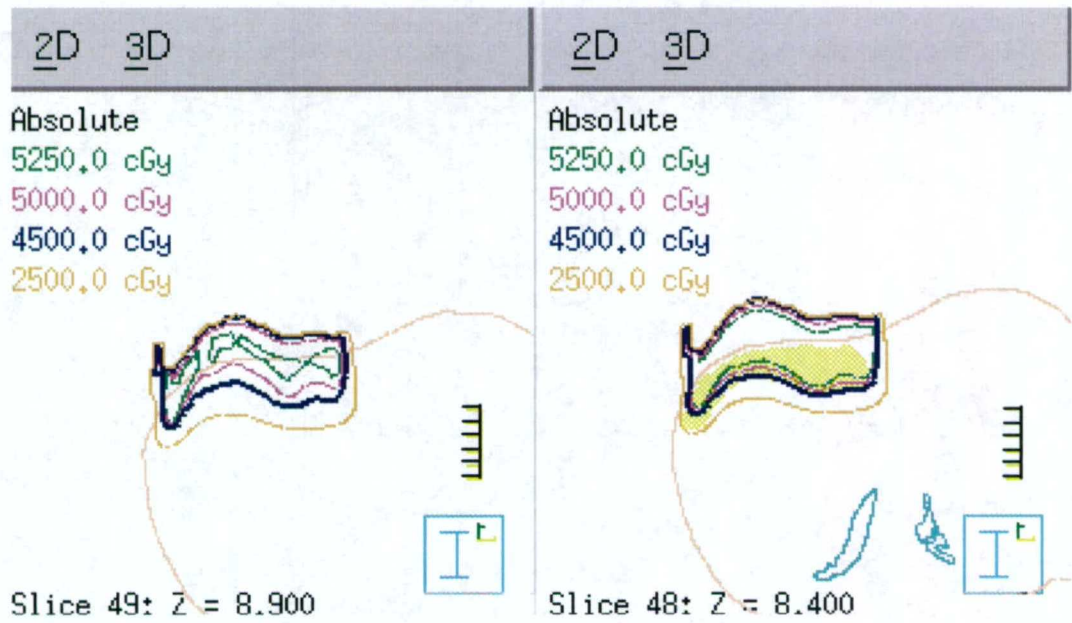 2D 3D
Absolute
5250.0 cGy
5000.0 cGy
4500.0 cGy
2500.0 cGy
Slice 49: Z = 8.900
2D 3D
Absolute
5250.0 cGy
5000.0 cGy
4500.0 cGy
2500.0 cGy
Slice 48: Z = 8.400